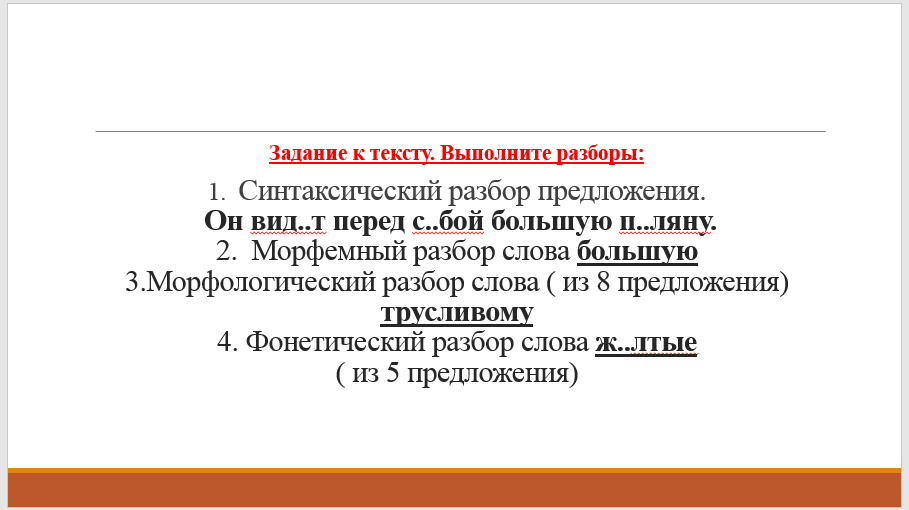 Задание к тексту. Выполните разборы:
1. Синтаксический разбор предложения.
Он вид..т перед с..бой большую п..ляну.
2. Морфемный разбор слова большую
3.Морфологический разбор слова ( из 8 предложения)
трусливому
4. Фонетический разбор слова ж..лтые
( из 5 предложения)